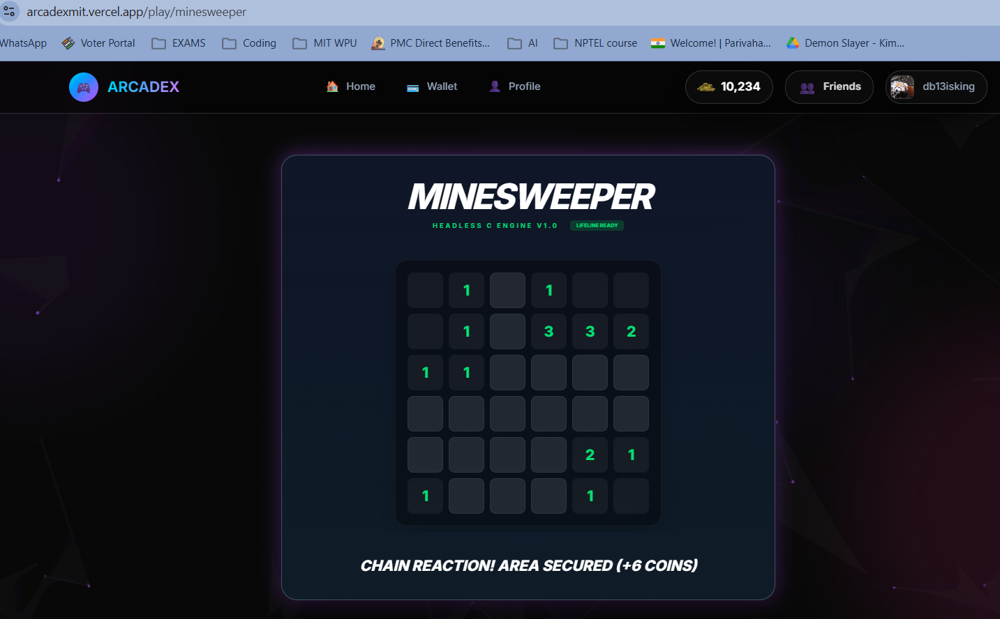 arcadexmit.vercel.app/play/minesweeper
WhatsApp Voter Portal EXAMS Coding MIT WPU PMC Direct Benefits... AI NPTEL course Welcome! | Parivaha... Demon Slayer - Kim...
ARCADEX Home Wallet Profile 10,234 Friends db13isking
MINESWEEPER
HEADLESS C ENGINE V1.0 LIFELINE READY
1 1
1 3 3 2
1 1
2 1
1 1
CHAIN REACTION! AREA SECURED (+6 COINS)